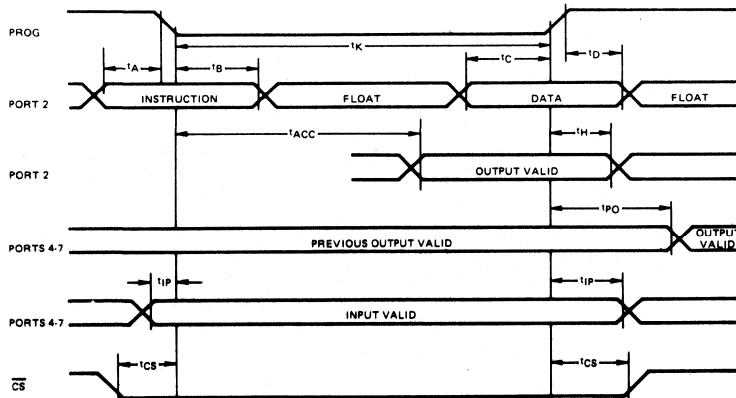 PROG
tK
tA
tB
tC
tD
PORT 2
INSTRUCTION
FLOAT
DATA
FLOAT
tACC
tH
PORT 2
OUTPUT VALID
tPO
PORTS 4-7
PREVIOUS OUTPUT VALID
OUTPUT
VALID
tIP
tIP
PORTS 4-7
INPUT VALID
tCS
tCS
CS